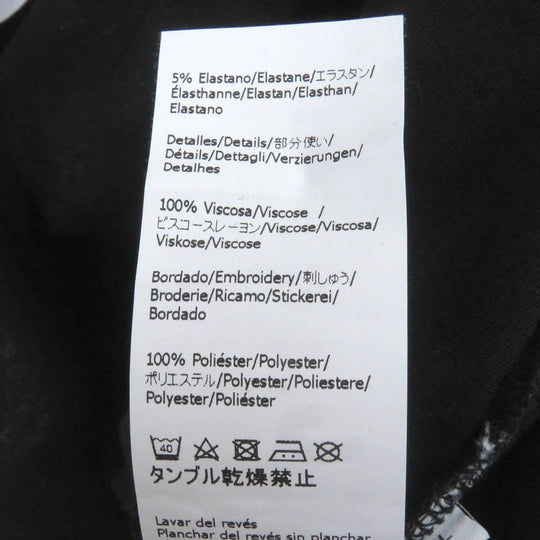 5% Elastano/Elastane/エラスタン/
Élasthanne/Elastan/Elasthan/
Elastano
Detalles/Details/部分使い/
Détails/Dettagli/Verzierungen/
Detalhes
100% Viscosa/Viscose /
ビスコースレーヨン/Viscose/Viscosa/
Viskose/Viscose
Bordado/Embroidery/刺しゅう/
Broderie/Ricamo/Stickerei/
Bordado
100% Poliéster/Polyester/
ポリエステル/Polyester/Poliestere/
Polyester/Poliéster
40
タンブル乾燥禁止
Lavar del revés
Planchar del revés sin planchar